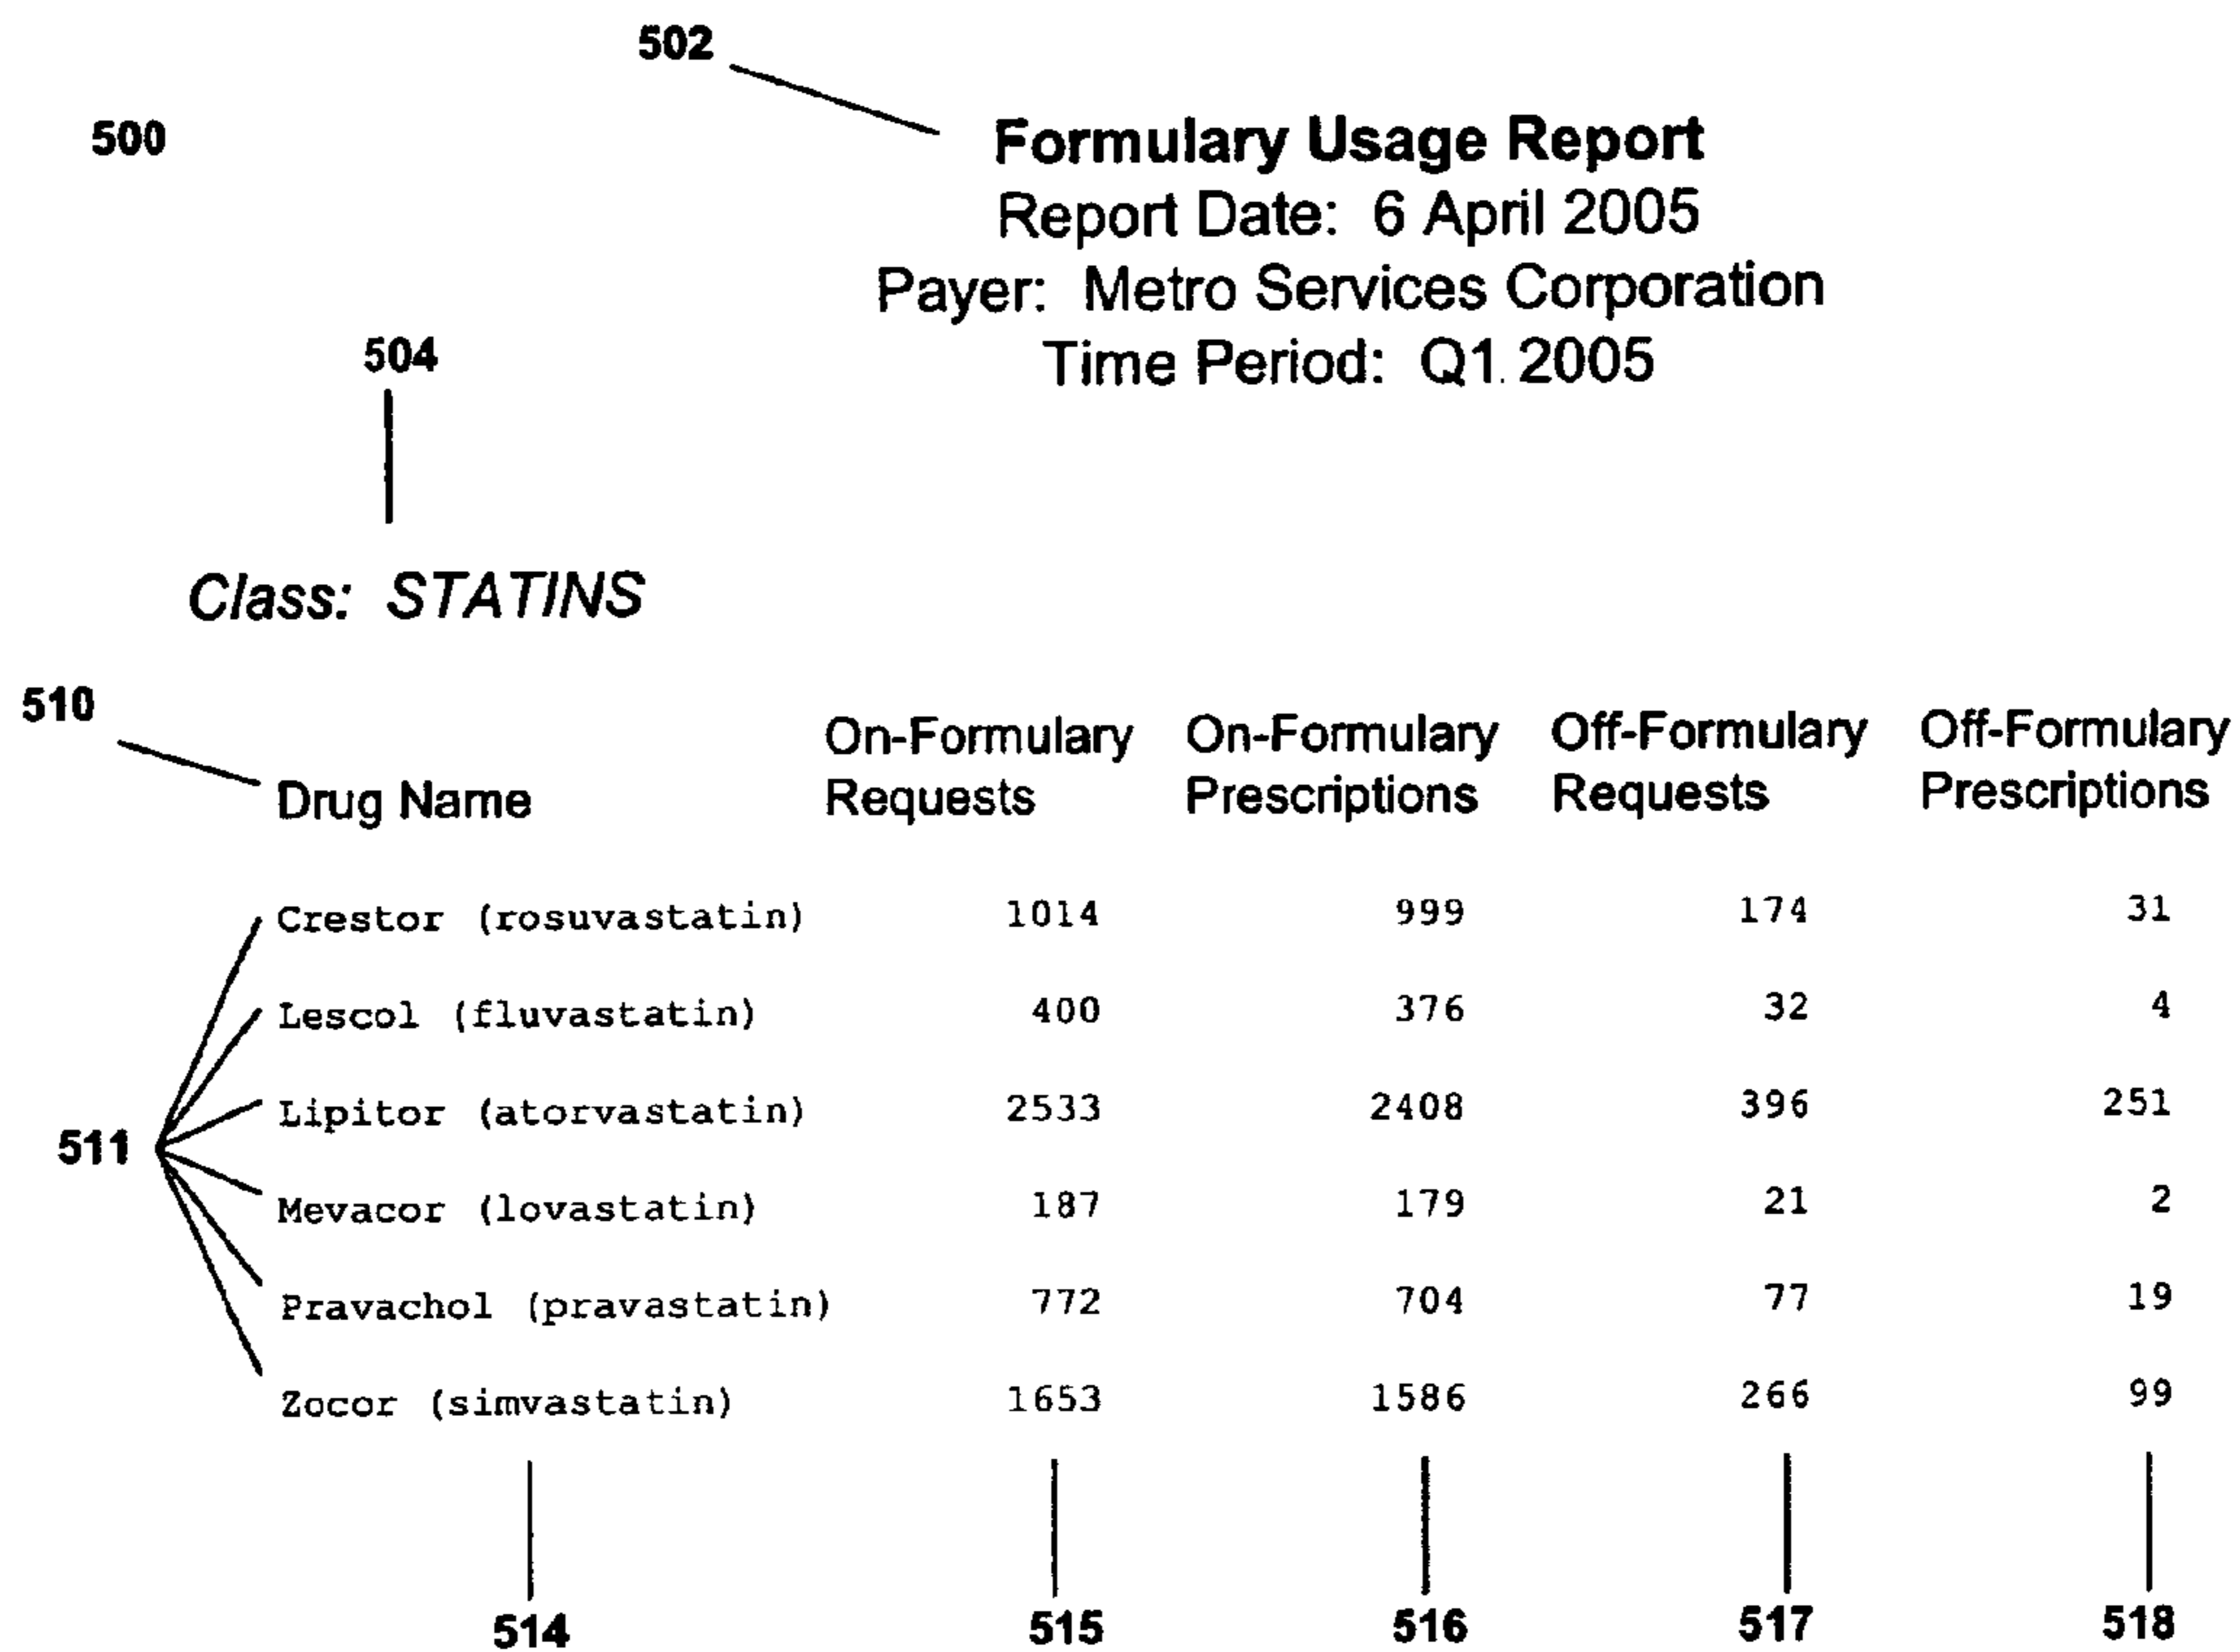 502
500
Formulary Usage Report
Report Date: 6 April 2005
Payer: Metro Services Corporation
Time Period: Q1 2005
504
Class: STATINS
510
Drug Name On-Formulary Requests On-Formulary Prescriptions Off-Formulary Requests Off-Formulary Prescriptions
Crestor (rosuvastatin) 1014 999 174 31
Lescol (fluvastatin) 400 376 32 4
Lipitor (atorvastatin) 2533 2408 396 251
511
Mevacor (lovastatin) 187 179 21 2
Pravachol (pravastatin) 772 704 77 19
Zocor (simvastatin) 1653 1586 266 99
514 515 516 517 518